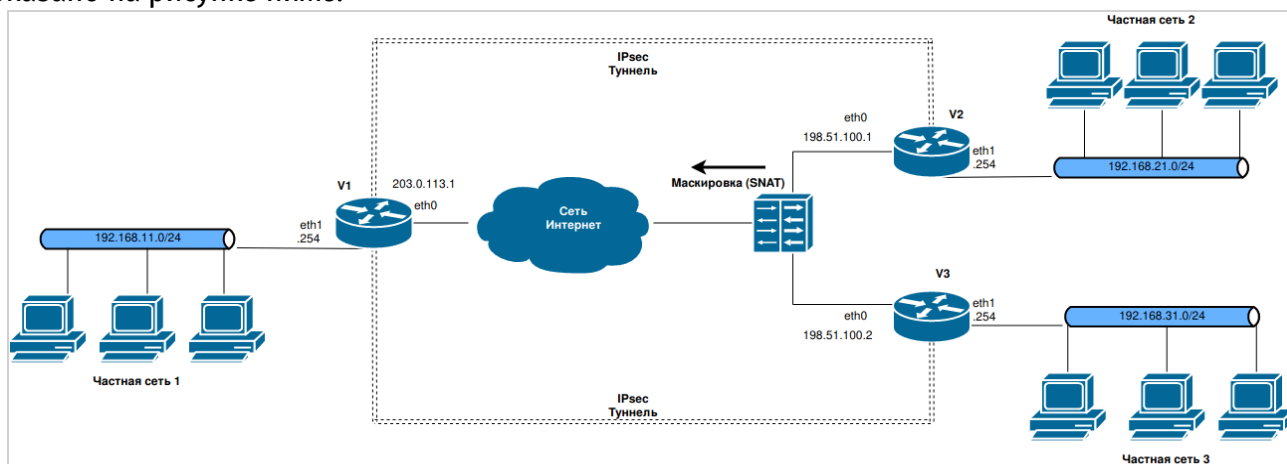 IPsec
Туннель
Частная сеть 2
eth0
198.51.100.1
V2
eth1
.254
192.168.21.0/24
Маскировка (SNAT)
V1
203.0.113.1
eth0
Сеть
Интернет
eth1
.254
192.168.11.0/24
Частная сеть 1
V3
eth0
198.51.100.2
eth1
.254
192.168.31.0/24
IPsec
Туннель
Частная сеть 3